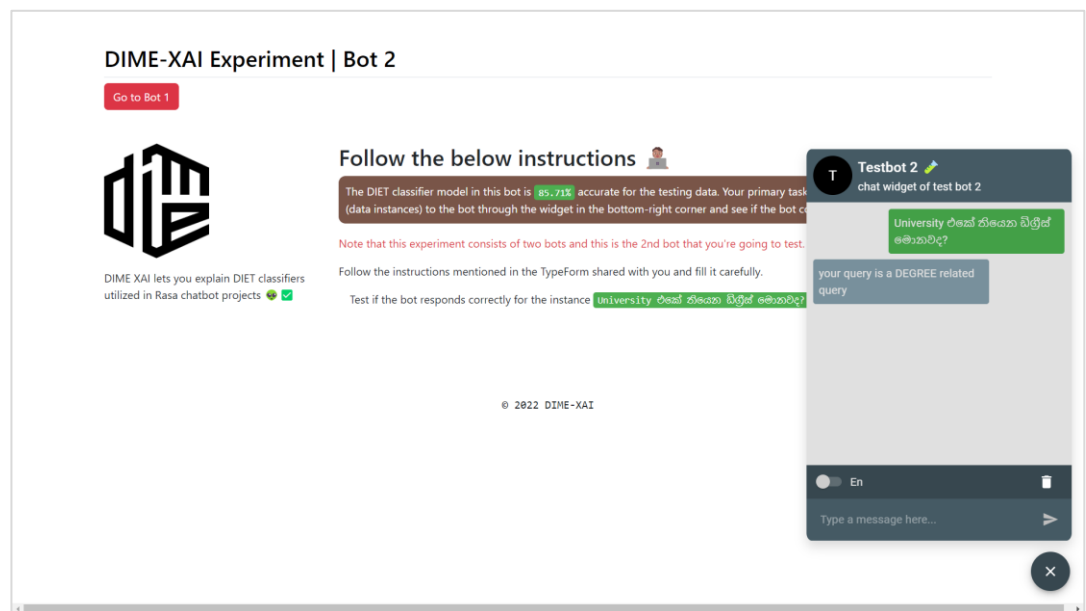 DIME-XAI Experiment | Bot 2
Go to Bot 1
dime
DIME XAI lets you explain DIET classifiers
utilized in Rasa chatbot projects 👽 ✅
Follow the below instructions 👨🏽‍💻
The DIET classifier model in this bot is 85.71% accurate for the testing data. Your primary task
(data instances) to the bot through the widget in the bottom-right corner and see if the bot
Note that this experiment consists of two bots and this is the 2nd bot that you're going to test.
Follow the instructions mentioned in the TypeForm shared with you and fill it carefully.
Test if the bot responds correctly for the instance University එකේ තියෙන ඩිග්‍රීස් මොනවද?
© 2022 DIME-XAI
T
Testbot 2 🧪
chat widget of test bot 2
University එකේ තියෙන ඩිග්‍රීස්
මොනවද?
your query is a DEGREE related
query
En
Type a message here...